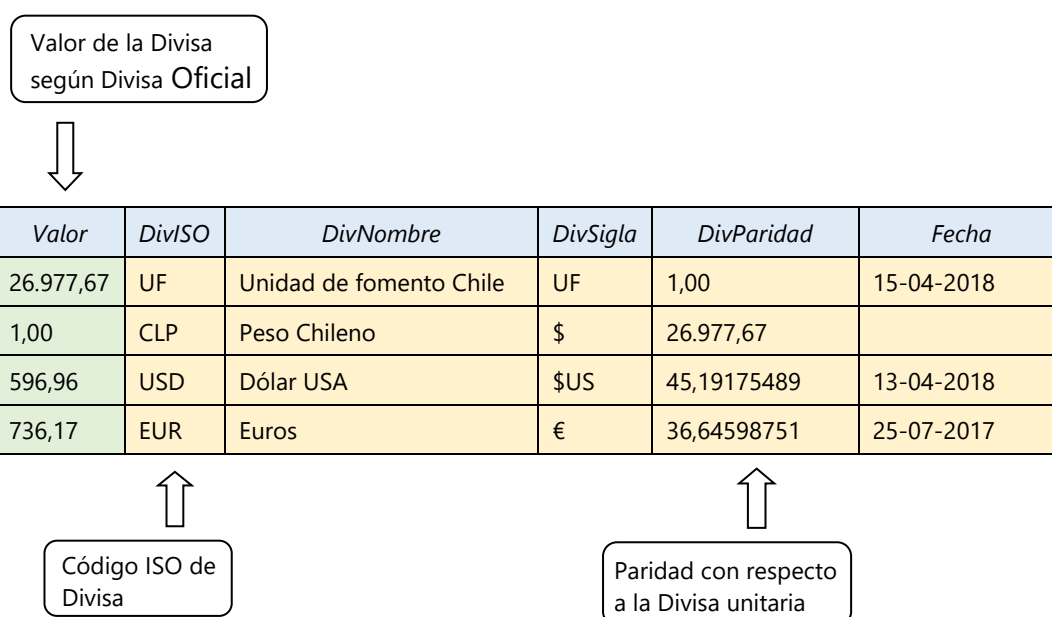 Valor de la Divisa
según Divisa Oficial
Valor DivISO DivNombre DivSigla DivParidad Fecha
26.977,67 UF Unidad de fomento Chile UF 1,00 15-04-2018
1,00 CLP Peso Chileno $ 26.977,67
596,96 USD Dólar USA $US 45,19175489 13-04-2018
736,17 EUR Euros € 36,64598751 25-07-2017
Código ISO de
Divisa
Paridad con respecto
a la Divisa unitaria